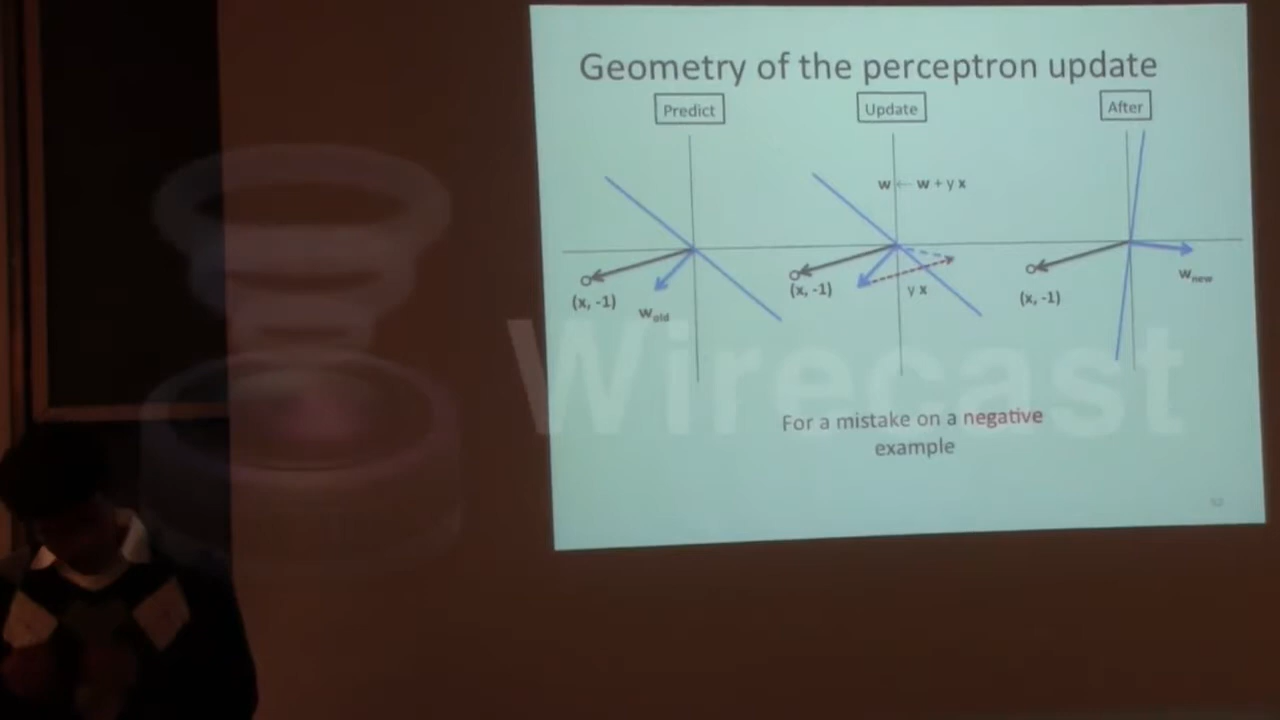 Geometry of the perceptron update
Predict
Update
After
w ← w + y x
(x, -1)
w_old
(x, -1)
y x
(x, -1)
w_new
For a mistake on a negative
example
Wirecast